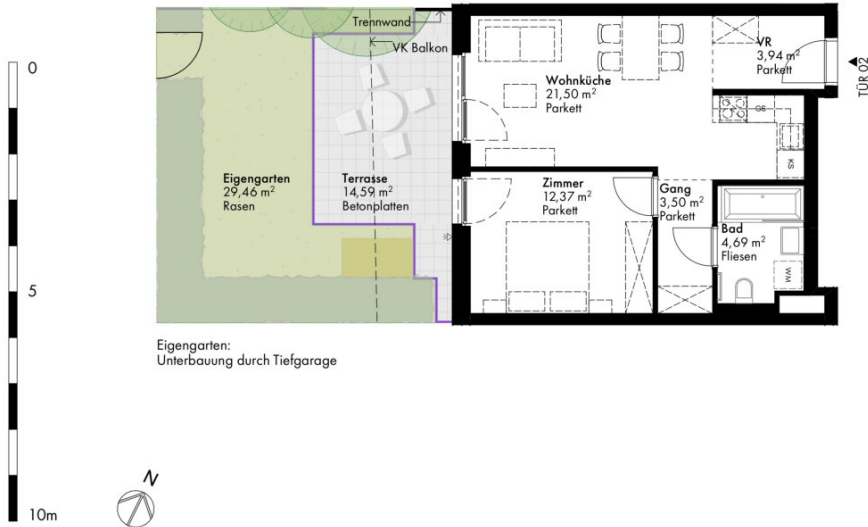 0
5
10m
Trennwand
VK Balkon
Eigengarten
29,46 m²
Rasen
Terrasse
14,59 m²
Betonplatten
Wohnküche
21,50 m²
Parkett
VR
3,94 m²
Parkett
TÜR 02
GS
KS
Zimmer
12,37 m²
Parkett
Gang
3,50 m²
Parkett
Bad
4,69 m²
Fliesen
WM
Eigengarten:
Unterbauung durch Tiefgarage
N